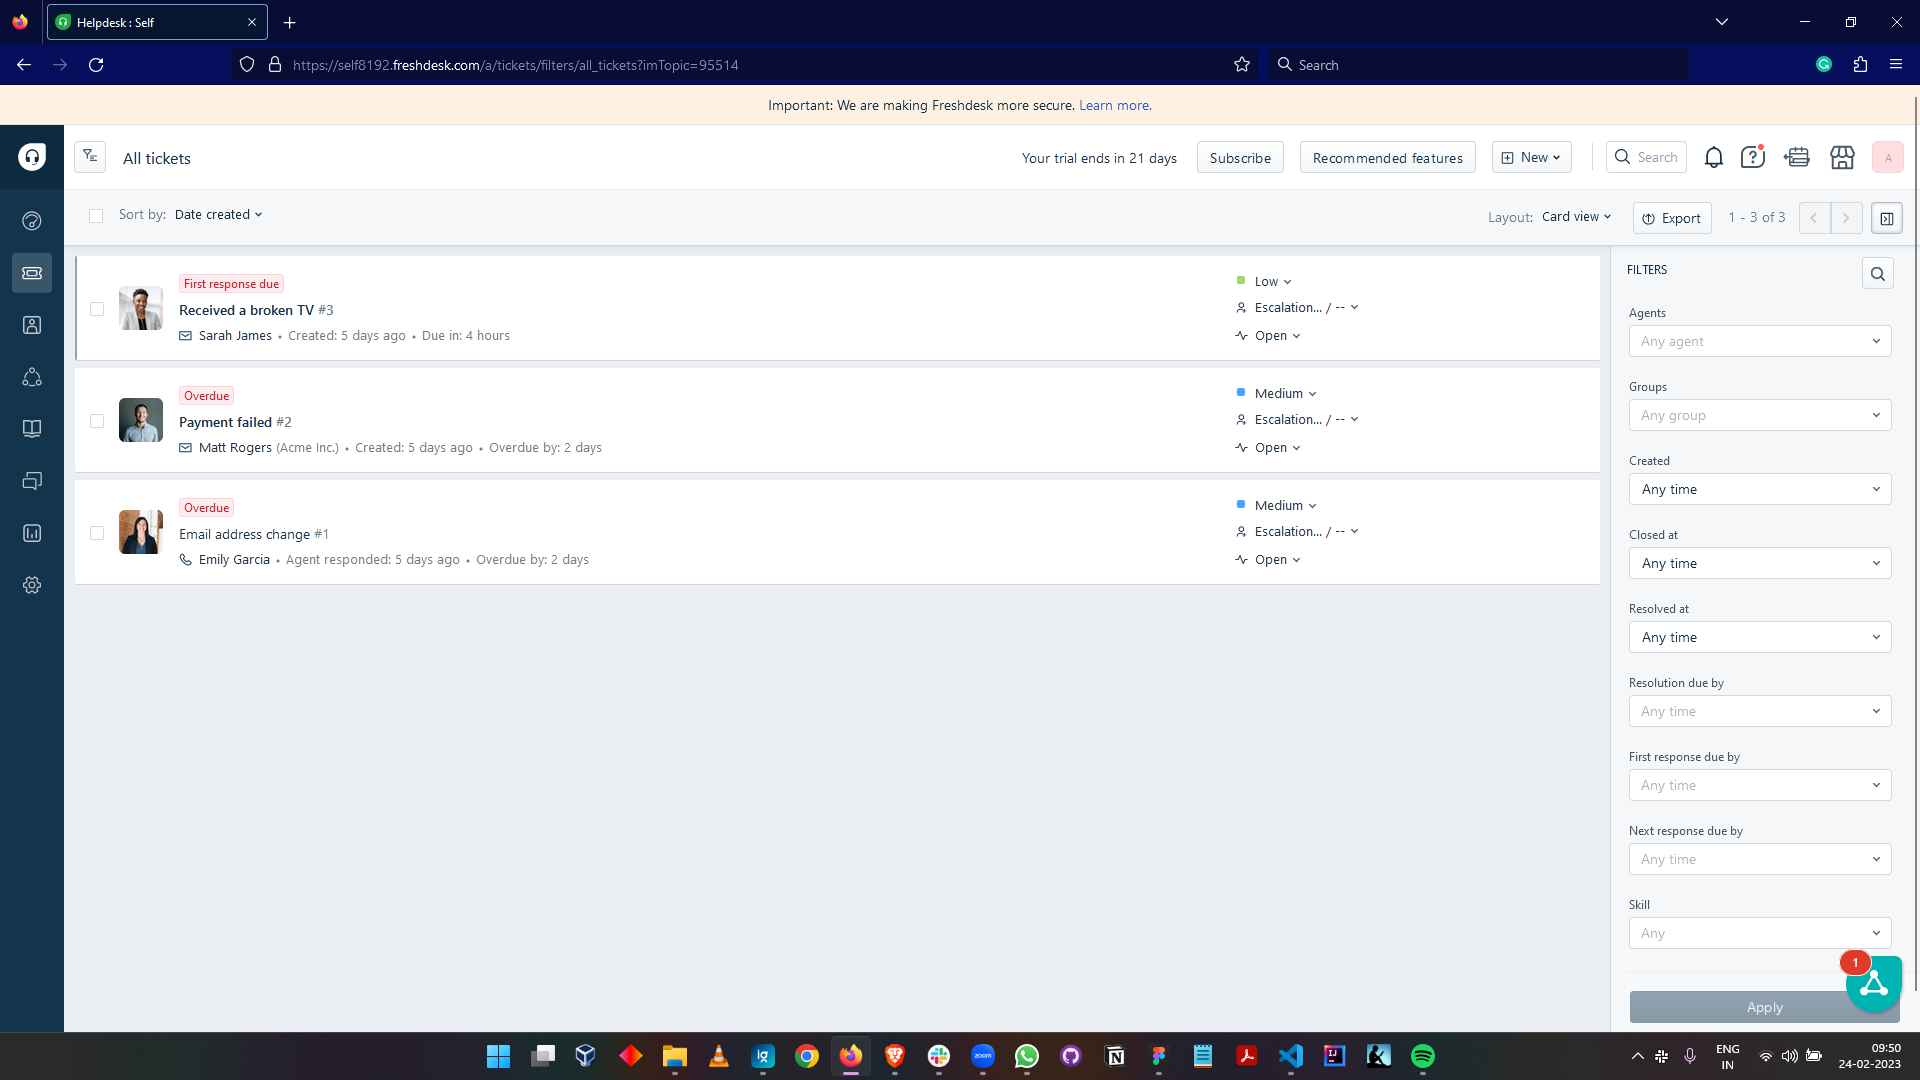 Helpdesk : Self
https://self8192.freshdesk.com/a/tickets/filters/all_tickets?imTopic=95514
Search
Important: We are making Freshdesk more secure. Learn more.
All tickets
Your trial ends in 21 days
Subscribe
Recommended features
New
Search
A
Sort by: Date created
Layout: Card view
Export
1 - 3 of 3
First response due
Received a broken TV #3
Sarah James • Created: 5 days ago • Due in: 4 hours
Low
Escalation... / --
Open
Overdue
Payment failed #2
Matt Rogers (Acme Inc.) • Created: 5 days ago • Overdue by: 2 days
Medium
Escalation... / --
Open
Overdue
Email address change #1
Emily Garcia • Agent responded: 5 days ago • Overdue by: 2 days
Medium
Escalation... / --
Open
FILTERS
Agents
Any agent
Groups
Any group
Created
Any time
Closed at
Any time
Resolved at
Any time
Resolution due by
Any time
First response due by
Any time
Next response due by
Any time
Skill
Any
1
Apply
ig
zoom
ENG
IN
09:50
24-02-2023